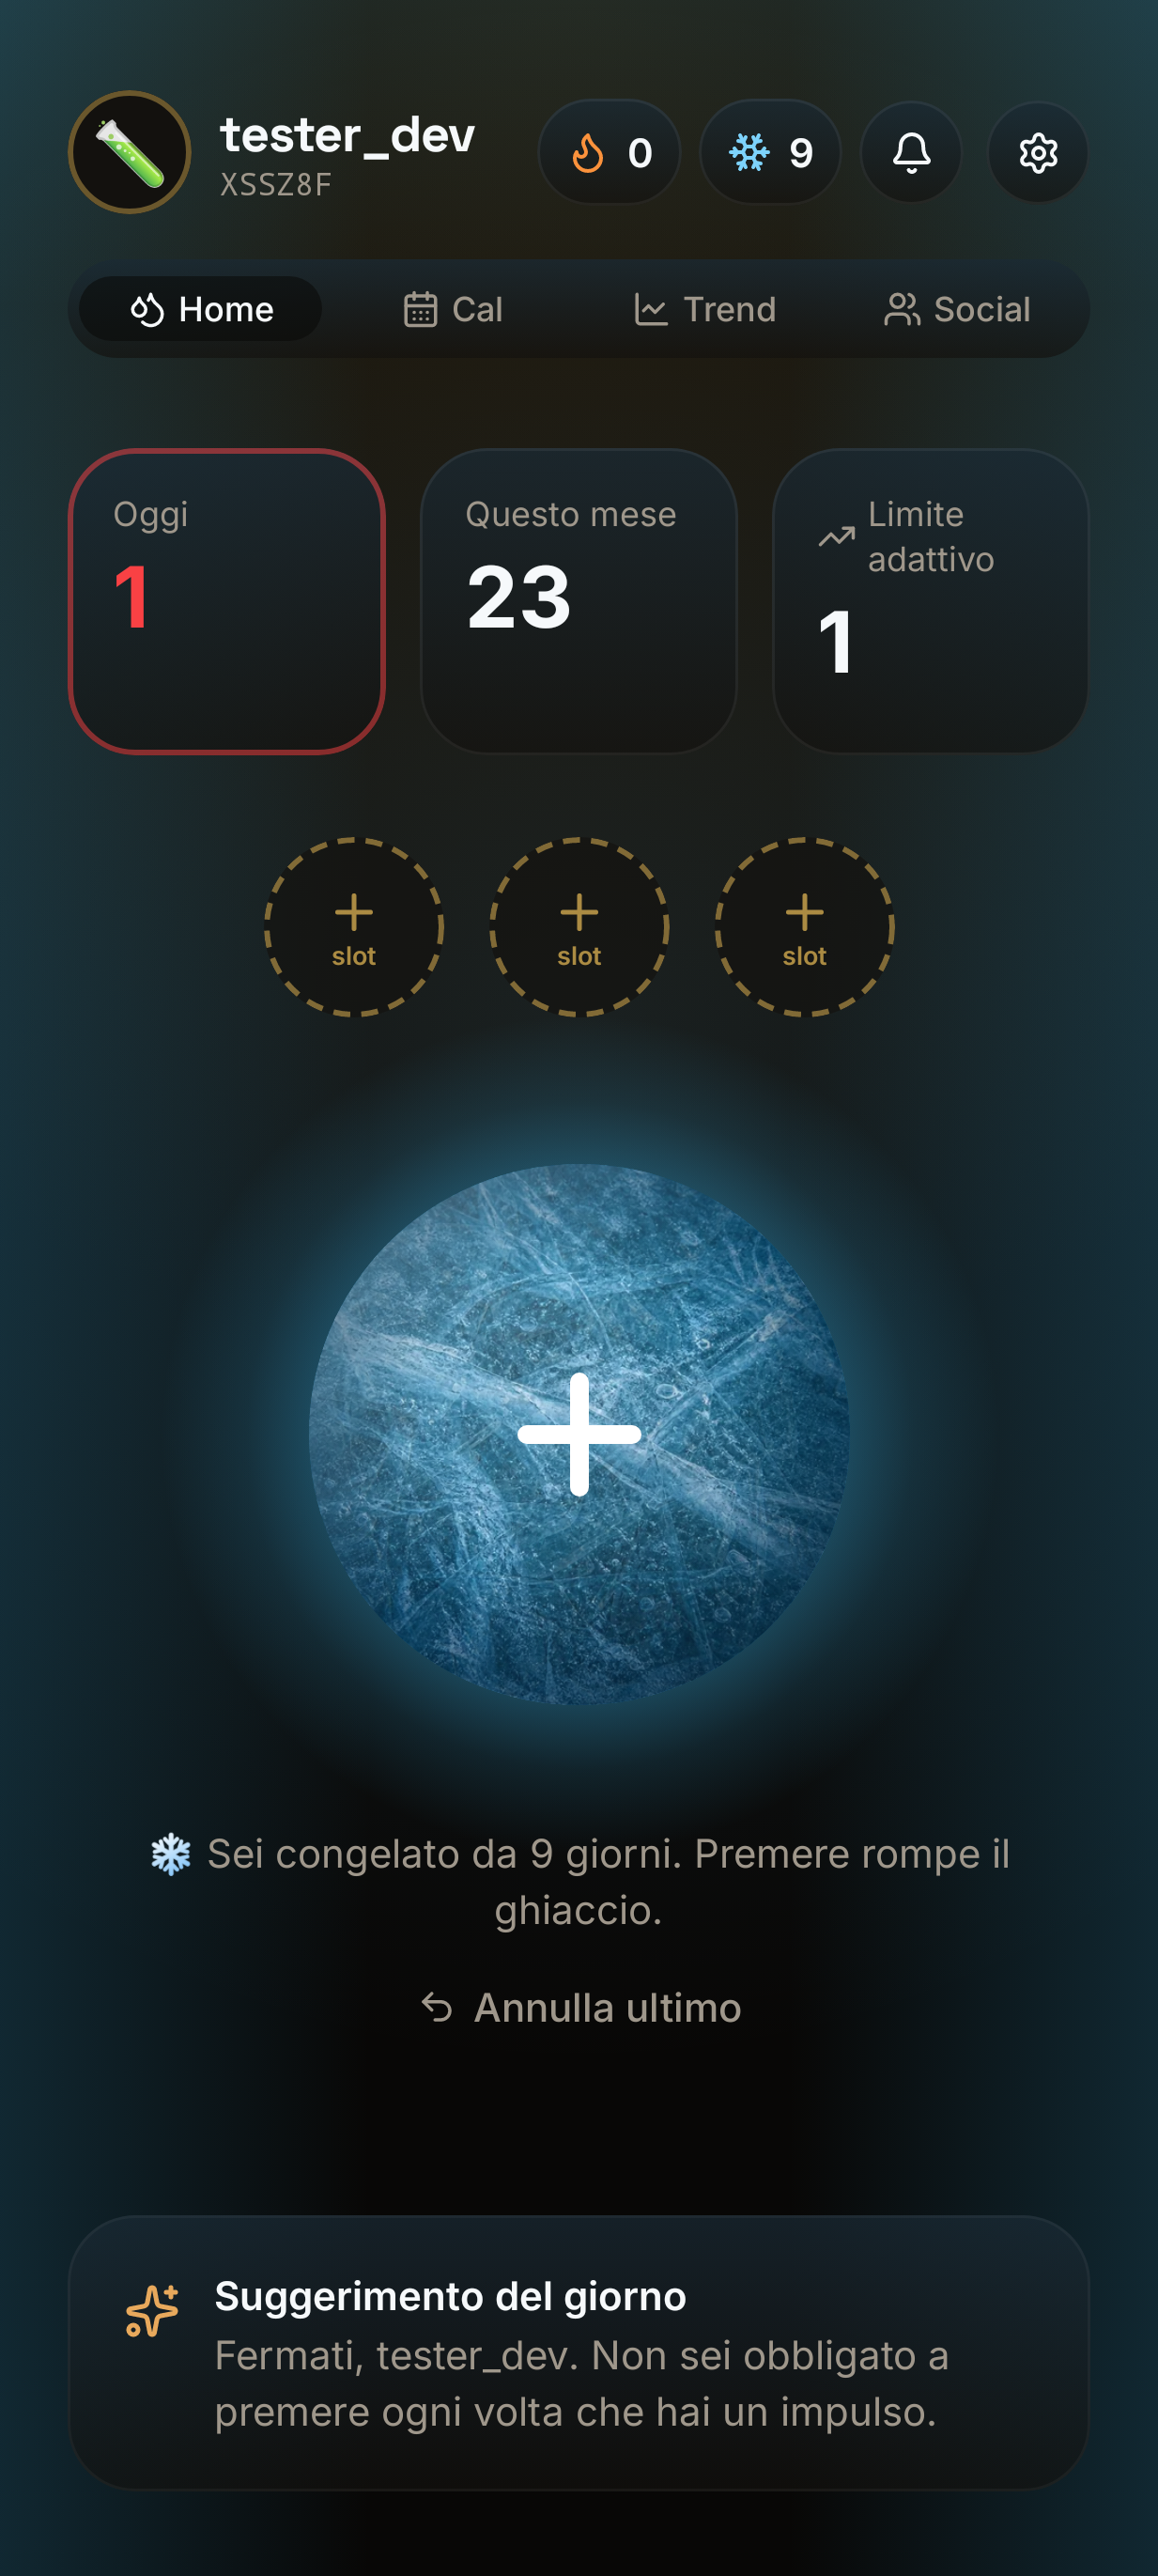 tester_dev
XSSZ8F
0
9
Home
Cal
Trend
Social
Oggi
1
Questo mese
23
Limite
adattivo
1
slot
slot
slot
Sei congelato da 9 giorni. Premere rompe il
ghiaccio.
Annulla ultimo
Suggerimento del giorno
Fermati, tester_dev. Non sei obbligato a
premere ogni volta che hai un impulso.